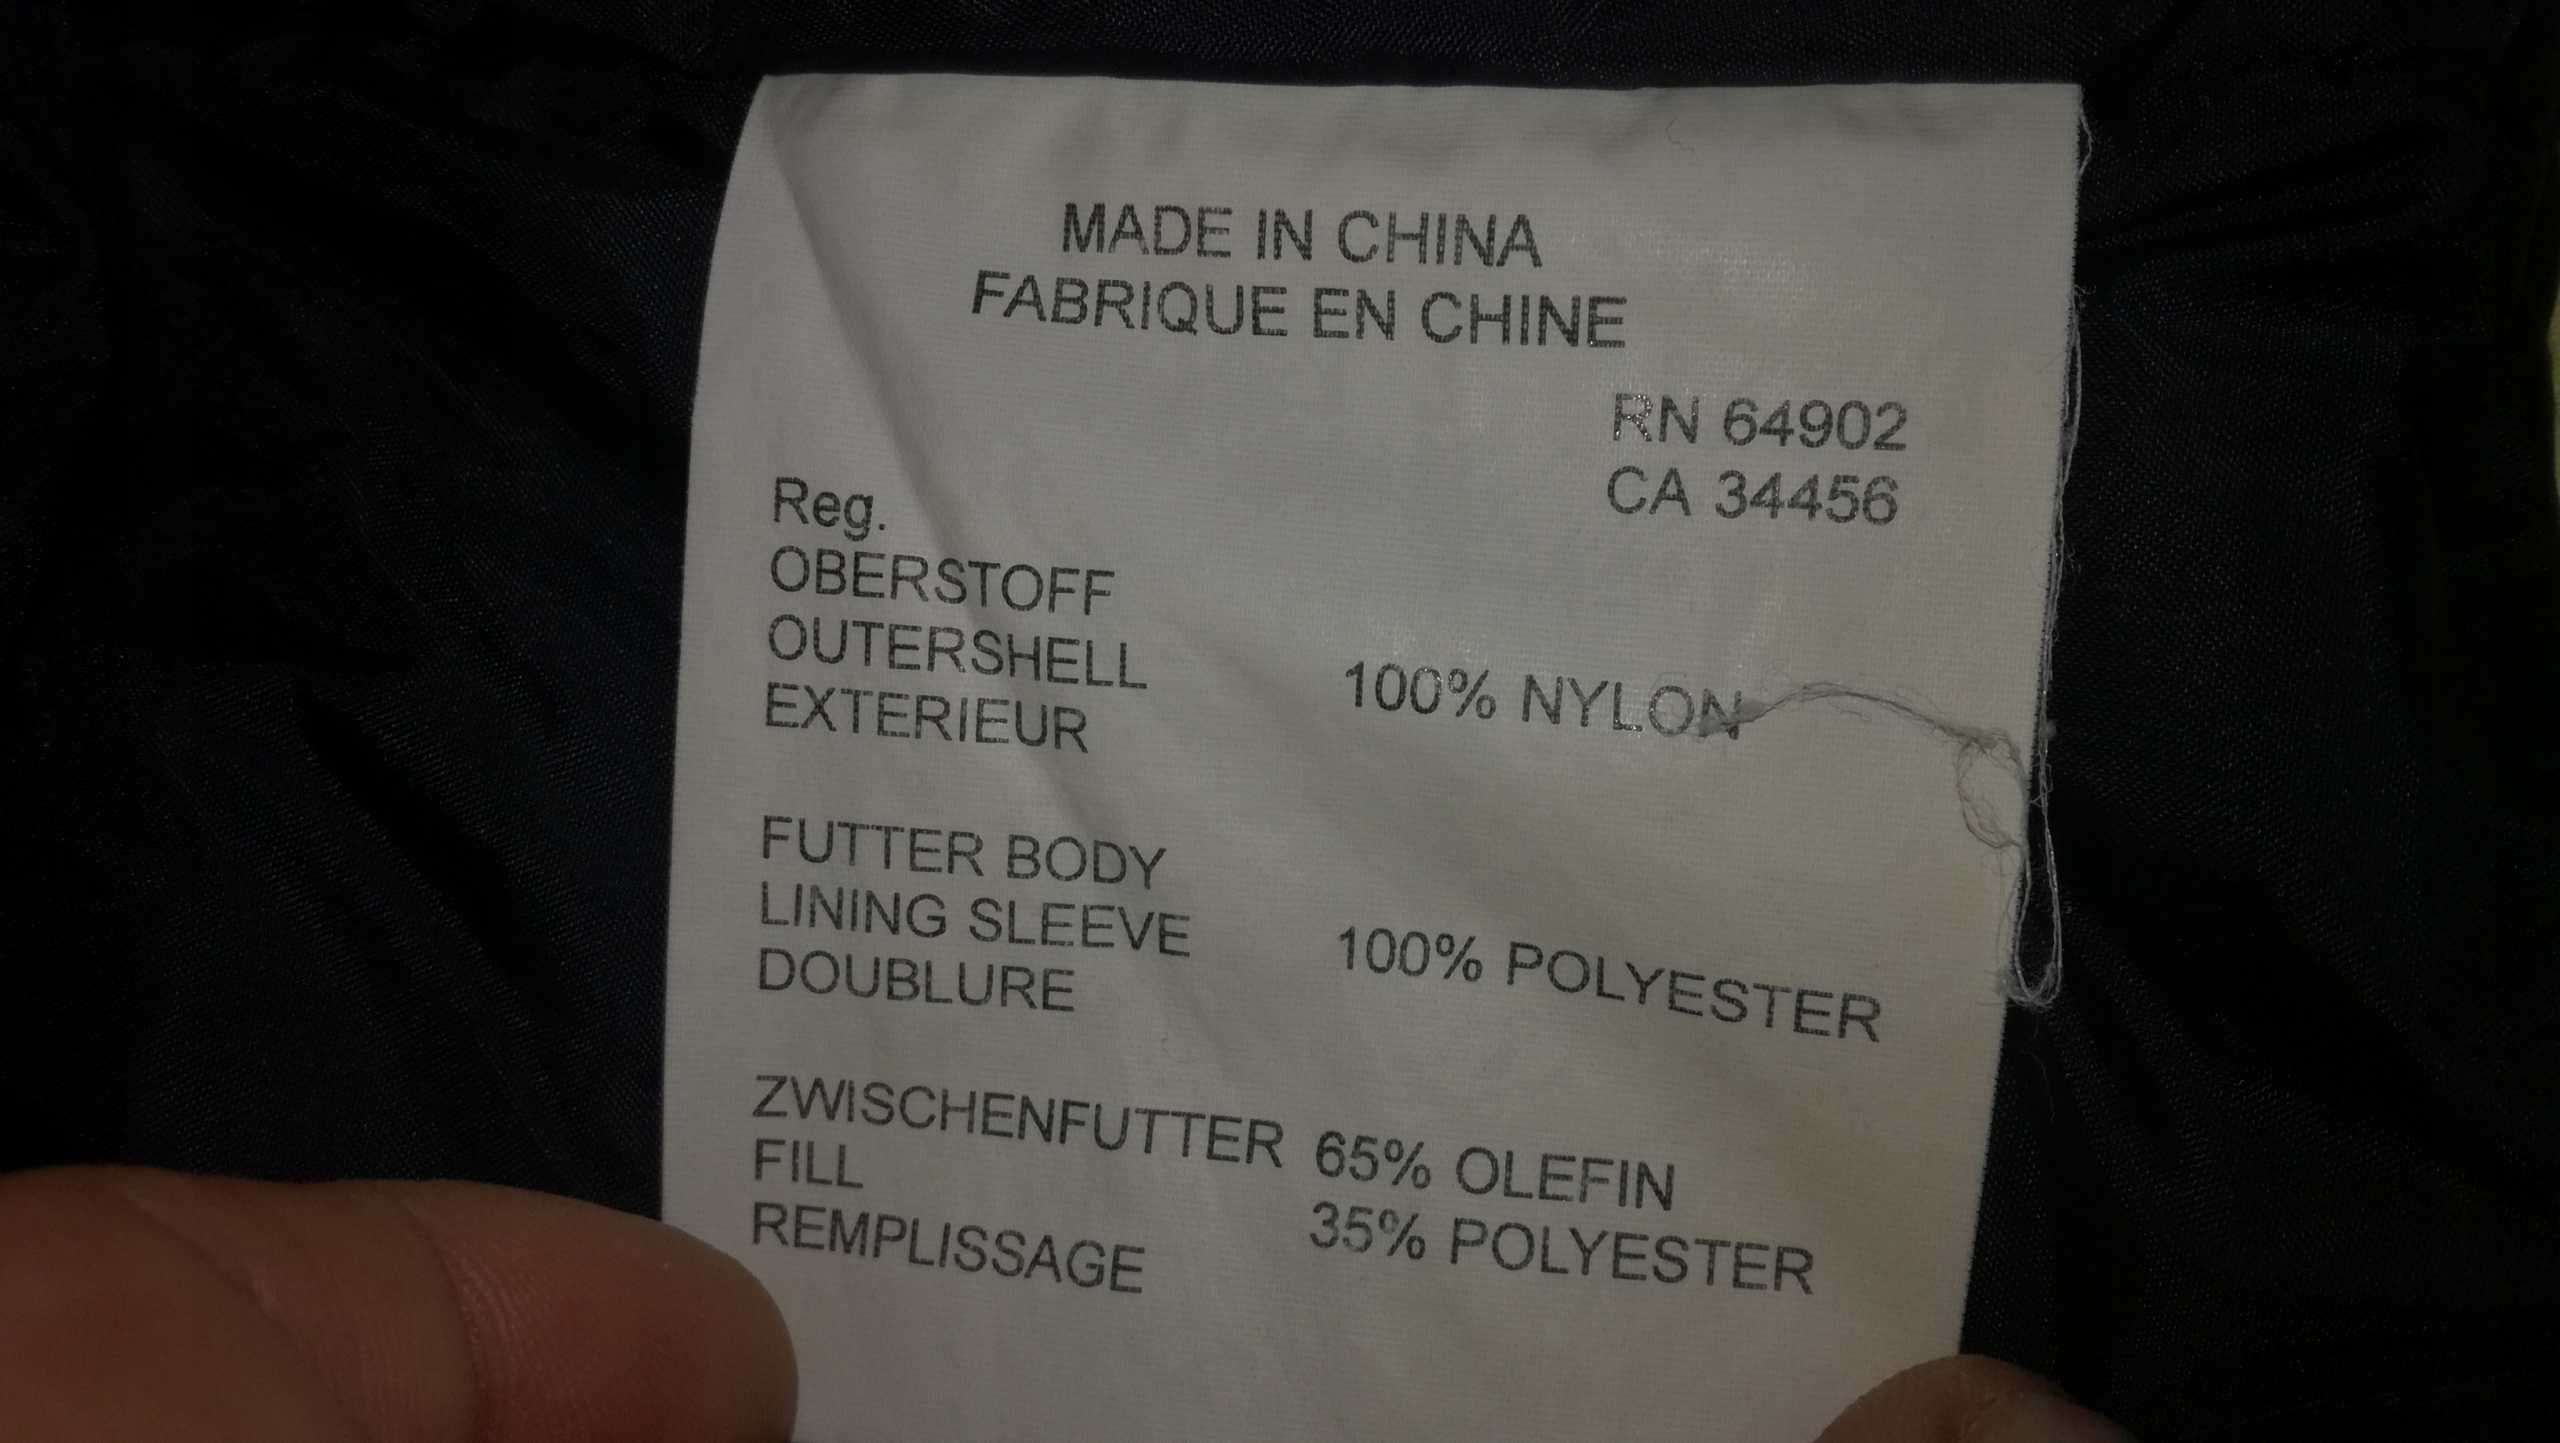 MADE IN CHINA
FABRIQUE EN CHINE
RN 64902
CA 34456
Reg.
OBERSTOFF
OUTERSHELL 100% NYLON
EXTERIEUR
FUTTER BODY
LINING SLEEVE 100% POLYESTER
DOUBLURE
ZWISCHENFUTTER 65% OLEFIN
FILL 35% POLYESTER
REMPLISSAGE